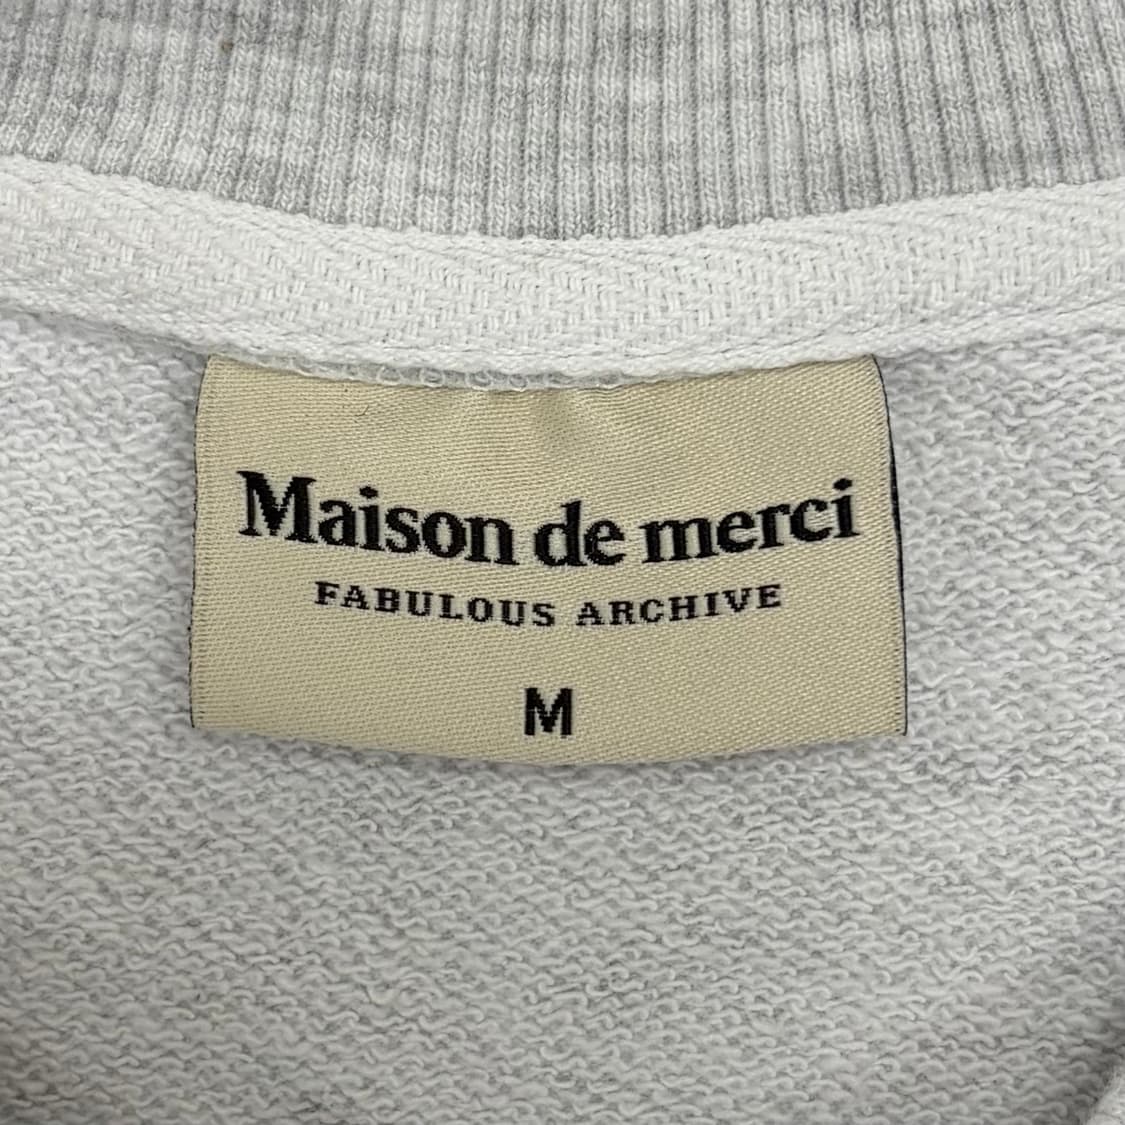 Maison de merci
FABULOUS ARCHIVE
M